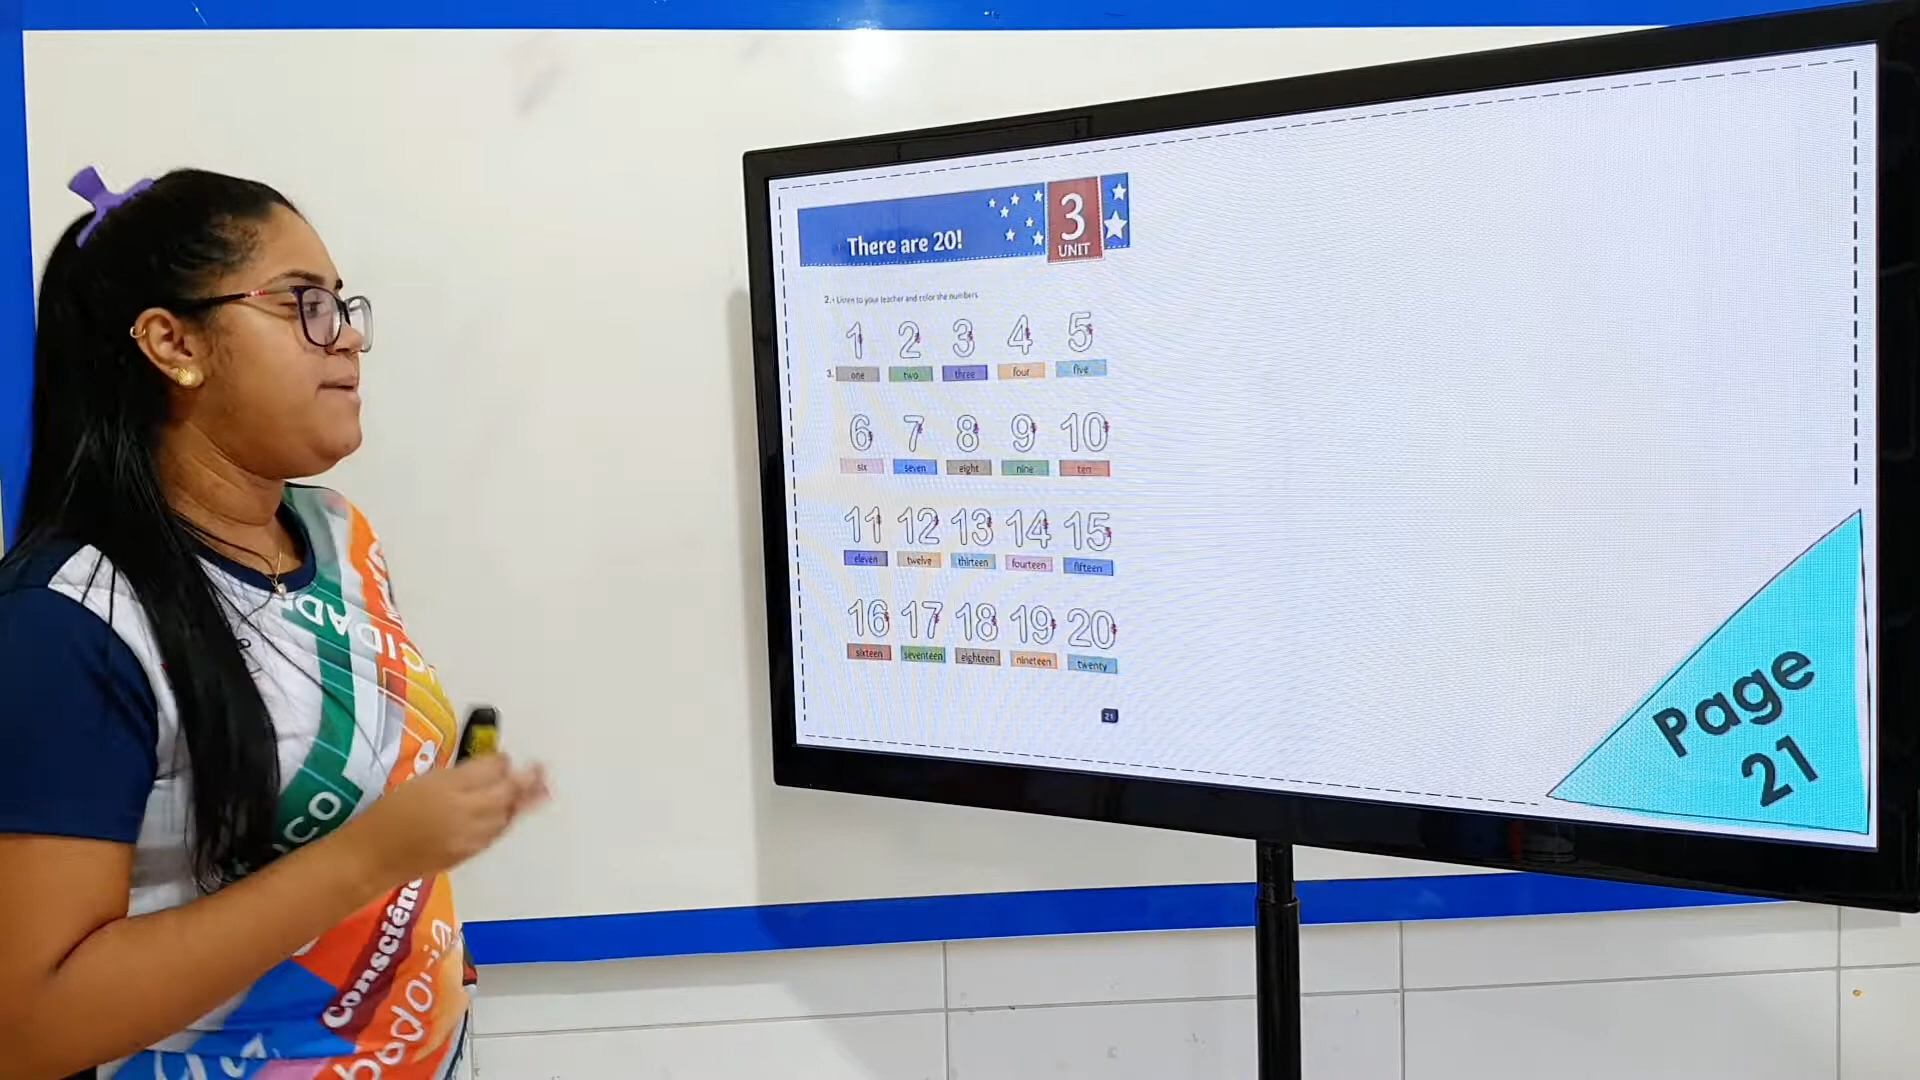 There are 20!
3
UNIT
2. Listen to your teacher and color the numbers
1 2 3 4 5
3. one two three four five
6 7 8 9 10
six seven eight nine ten
11 12 13 14 15
eleven twelve thirteen fourteen fifteen
16 17 18 19 20
sixteen seventeen eighteen nineteen twenty
21
Page
21